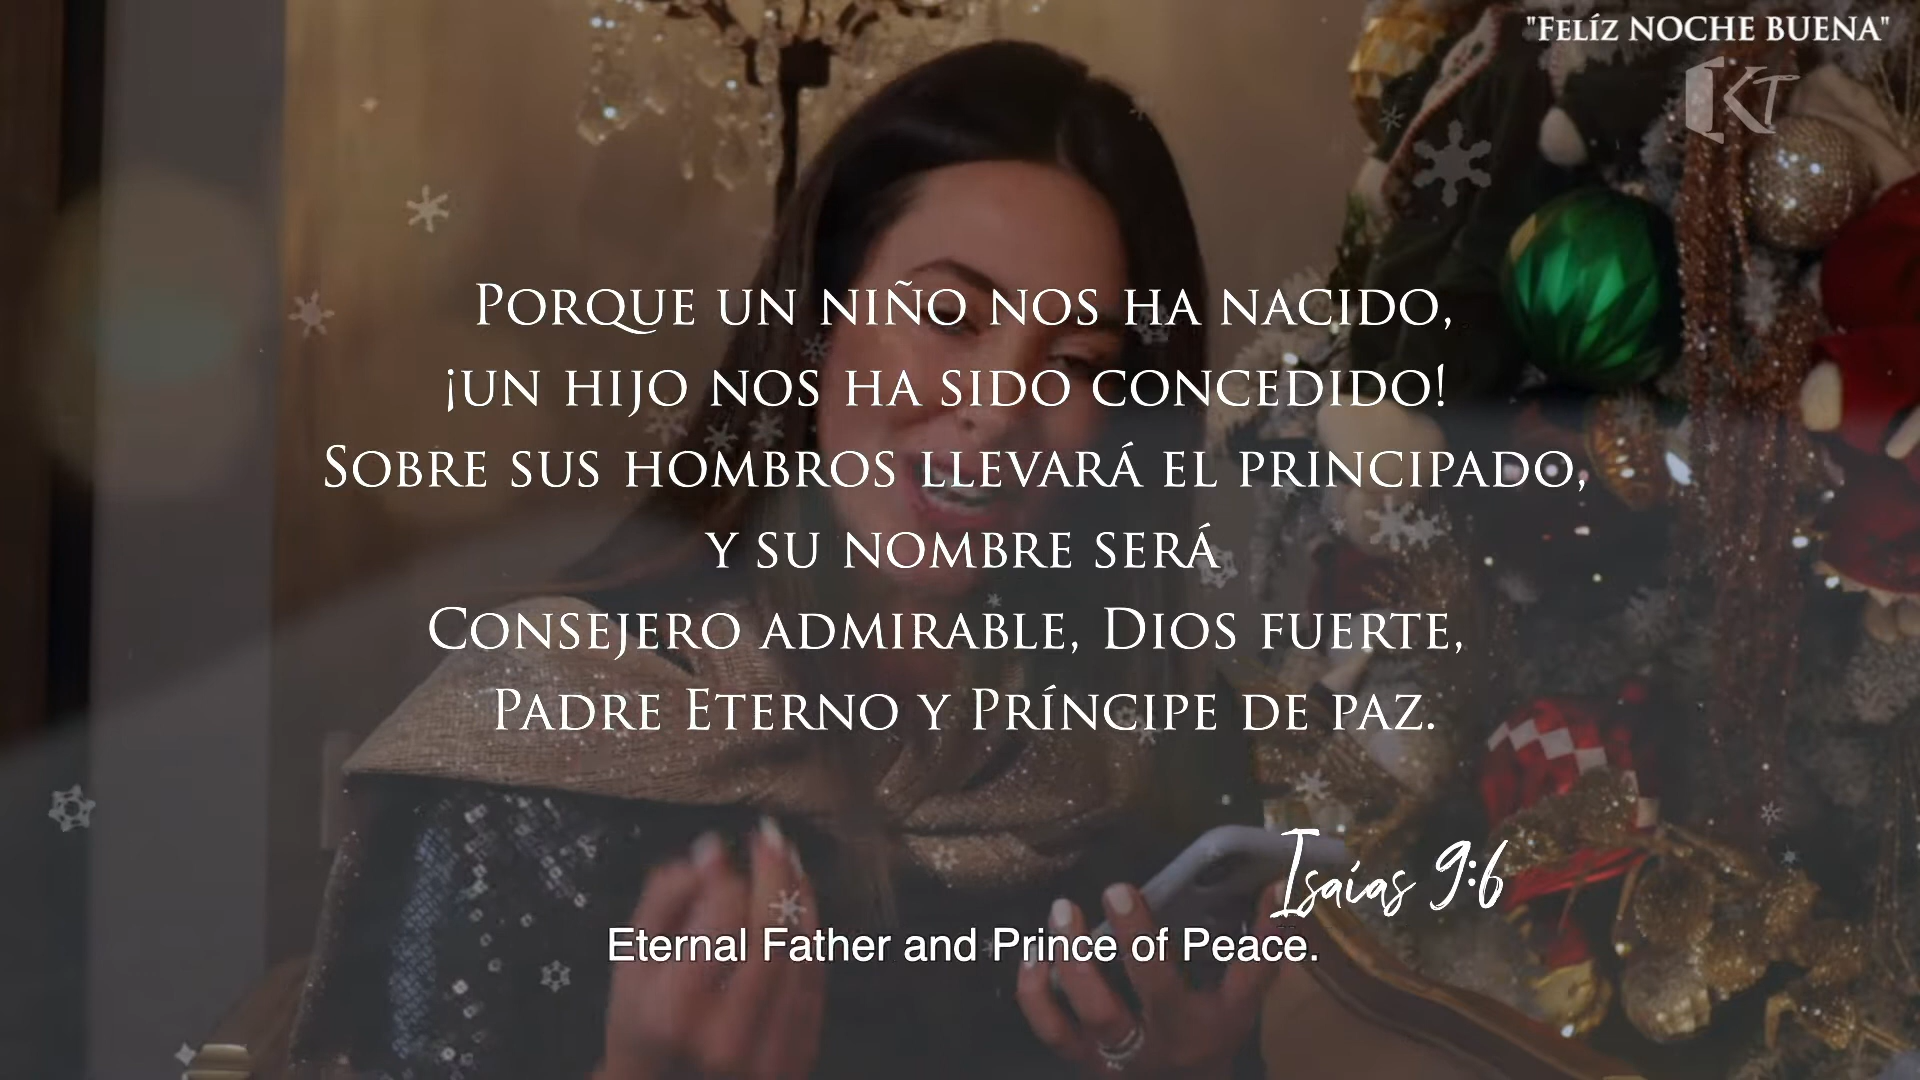 "FELÍZ NOCHE BUENA"
KT
PORQUE UN NIÑO NOS HA NACIDO,
¡UN HIJO NOS HA SIDO CONCEDIDO!
SOBRE SUS HOMBROS LLEVARÁ EL PRINCIPADO,
Y SU NOMBRE SERÁ
CONSEJERO ADMIRABLE, DIOS FUERTE,
PADRE ETERNO Y PRÍNCIPE DE PAZ.
Isaías 9:6
Eternal Father and Prince of Peace.